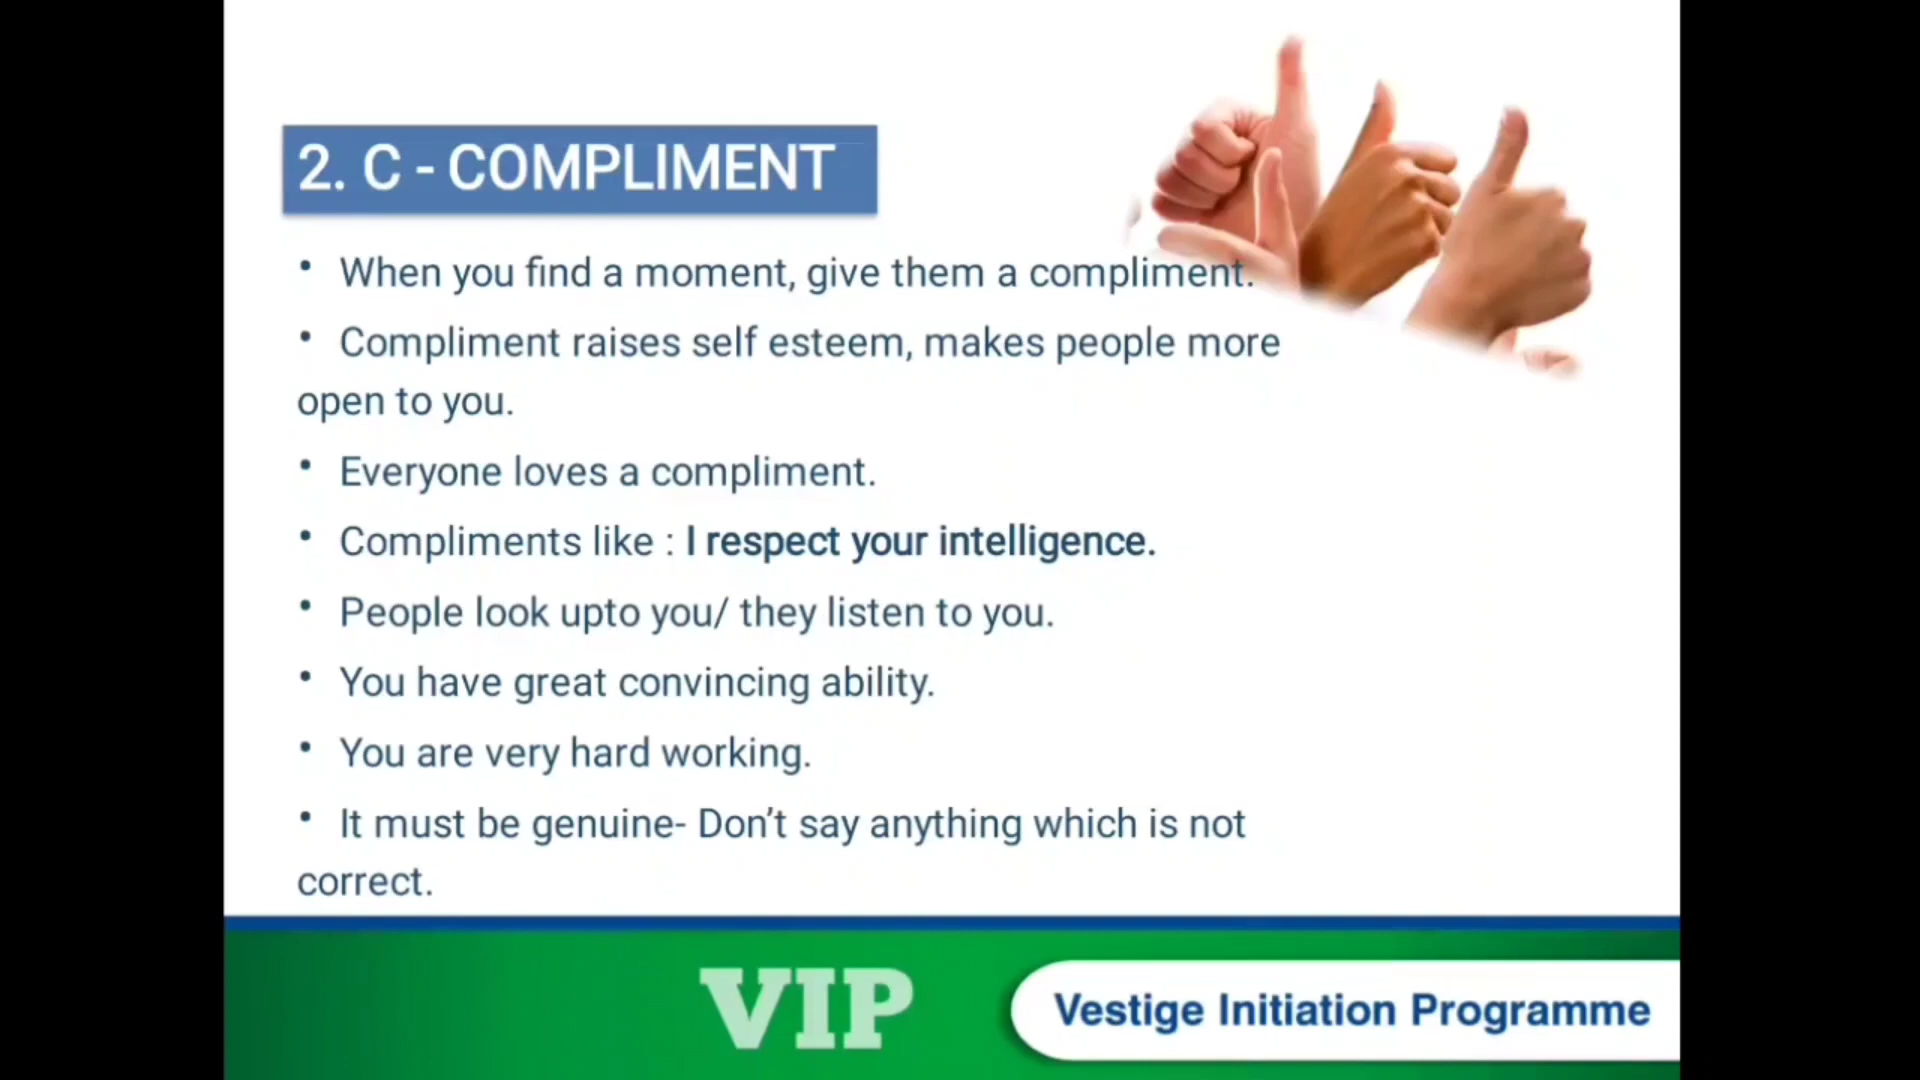 2. C - COMPLIMENT
• When you find a moment, give them a compliment.
• Compliment raises self esteem, makes people more
open to you.
• Everyone loves a compliment.
• Compliments like : I respect your intelligence.
• People look upto you/ they listen to you.
• You have great convincing ability.
• You are very hard working.
• It must be genuine- Don’t say anything which is not
correct.
VIP
Vestige Initiation Programme